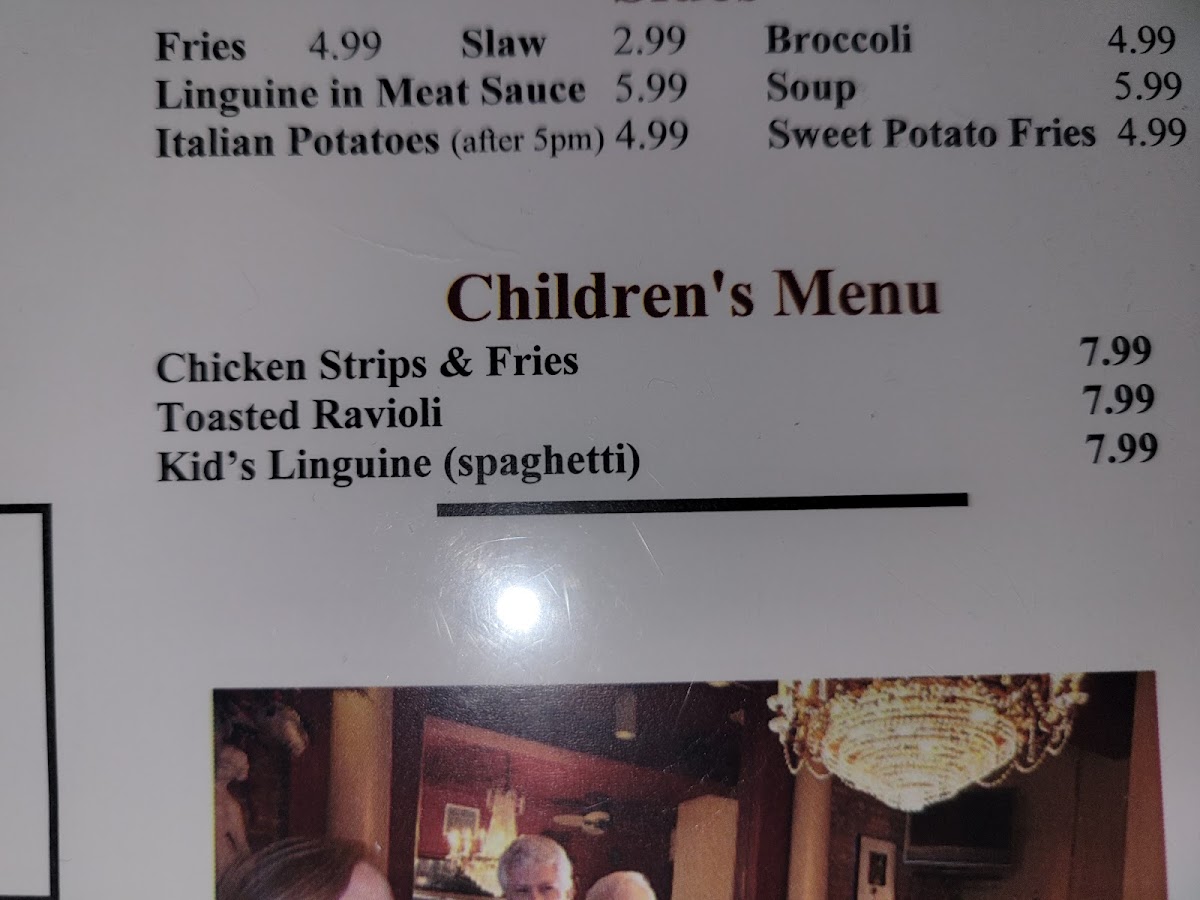 Fries 4.99 Slaw 2.99 Broccoli 4.99
Linguine in Meat Sauce 5.99 Soup 5.99
Italian Potatoes (after 5pm) 4.99 Sweet Potato Fries 4.99
Children's Menu
Chicken Strips & Fries 7.99
Toasted Ravioli 7.99
Kid’s Linguine (spaghetti) 7.99